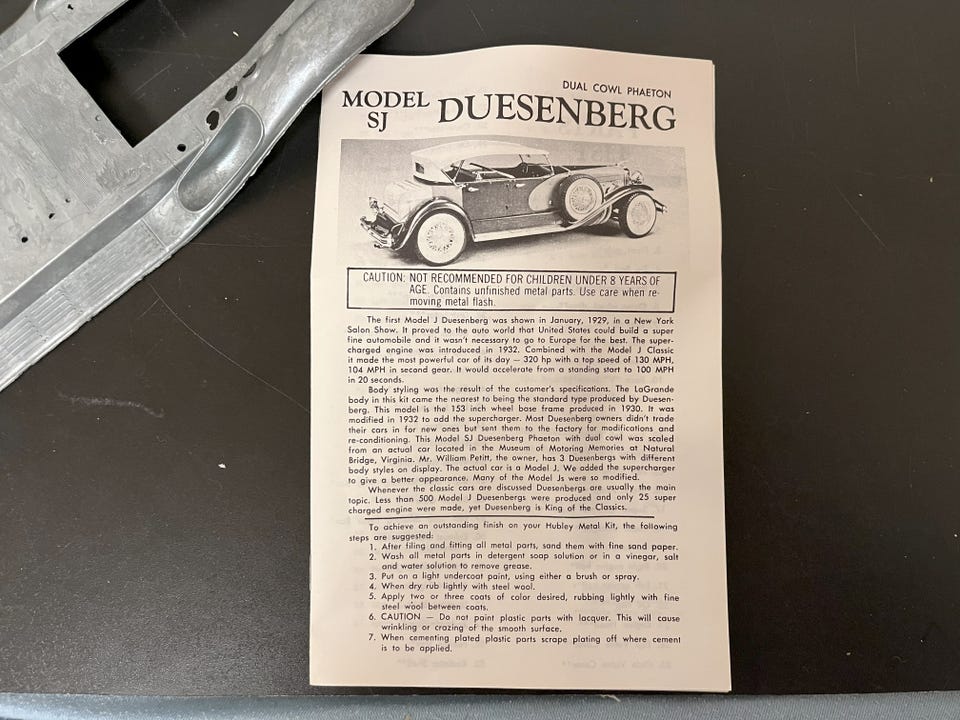 DUAL COWL PHAETON
MODEL SJ DUESENBERG
CAUTION: NOT RECOMMENDED FOR CHILDREN UNDER 8 YEARS OF
AGE. Contains unfinished metal parts. Use care when re-
moving metal flash.
The first Model J Duesenberg was shown in January, 1929, in a New York
Salon Show. It proved to the auto world that United States could build a super
fine automobile and it wasn't necessary to go to Europe for the best. The super-
charged engine was introduced in 1932. Combined with the Model J Classic
it made the most powerful car of its day — 320 hp with a top speed of 130 MPH,
104 MPH in second gear. It would accelerate from a standing start to 100 MPH
in 20 seconds.
Body styling was the result of the customer's specifications. The LaGrande
body in this kit came the nearest to being the standard type produced by Duesen-
berg. This model is the 153 inch wheel base frame produced in 1930. It was
modified in 1932 to add the supercharger. Most Duesenberg owners didn't trade
their cars in for new ones but sent them to the factory for modifications and
re-conditioning. This Model SJ Duesenberg Phaeton with dual cowl was scaled
from an actual car located in the Museum of Motoring Memories at Natural
Bridge, Virginia. Mr. William Petitt, the owner, has 3 Duesenbergs with different
body styles on display. The actual car is a Model J. We added the supercharger
to give a better appearance. Many of the Model Js were so modified.
Whenever the classic cars are discussed Duesenbergs are usually the main
topic. Less than 500 Model J Duesenbergs were produced and only 25 super
charged engine were made, yet Duesenberg is King of the Classics.
To achieve an outstanding finish on your Hubley Metal Kit, the following
steps are suggested:
1. After filing and fitting all metal parts, sand them with fine sand paper.
2. Wash all metal parts in detergent soap solution or in a vinegar, salt
and water solution to remove grease.
3. Put on a light undercoat paint, using either a brush or spray.
4. When dry rub lightly with steel wool.
5. Apply two or three coats of color desired, rubbing lightly with fine
steel wool between coats.
6. CAUTION — Do not paint plastic parts with lacquer. This will cause
wrinkling or crazing of the smooth surface.
7. When cementing plated plastic parts scrape plating off where cement
is to be applied.